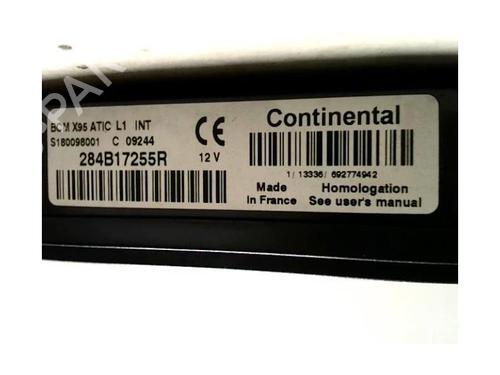 BCM X95 ATIC L1 INT
S180098001 C 09244
284B17255R
12 V
CE
Continental
1/ 13336/ 692774942
Made
In France
Homologation
See user's manual